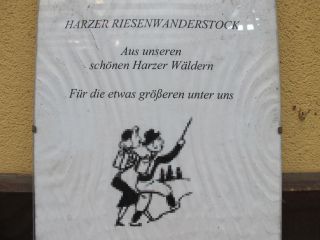 HARZER RIESENWANDERSTOCK
Aus unseren
schönen Harzer Wäldern
Für die etwas größeren unter uns